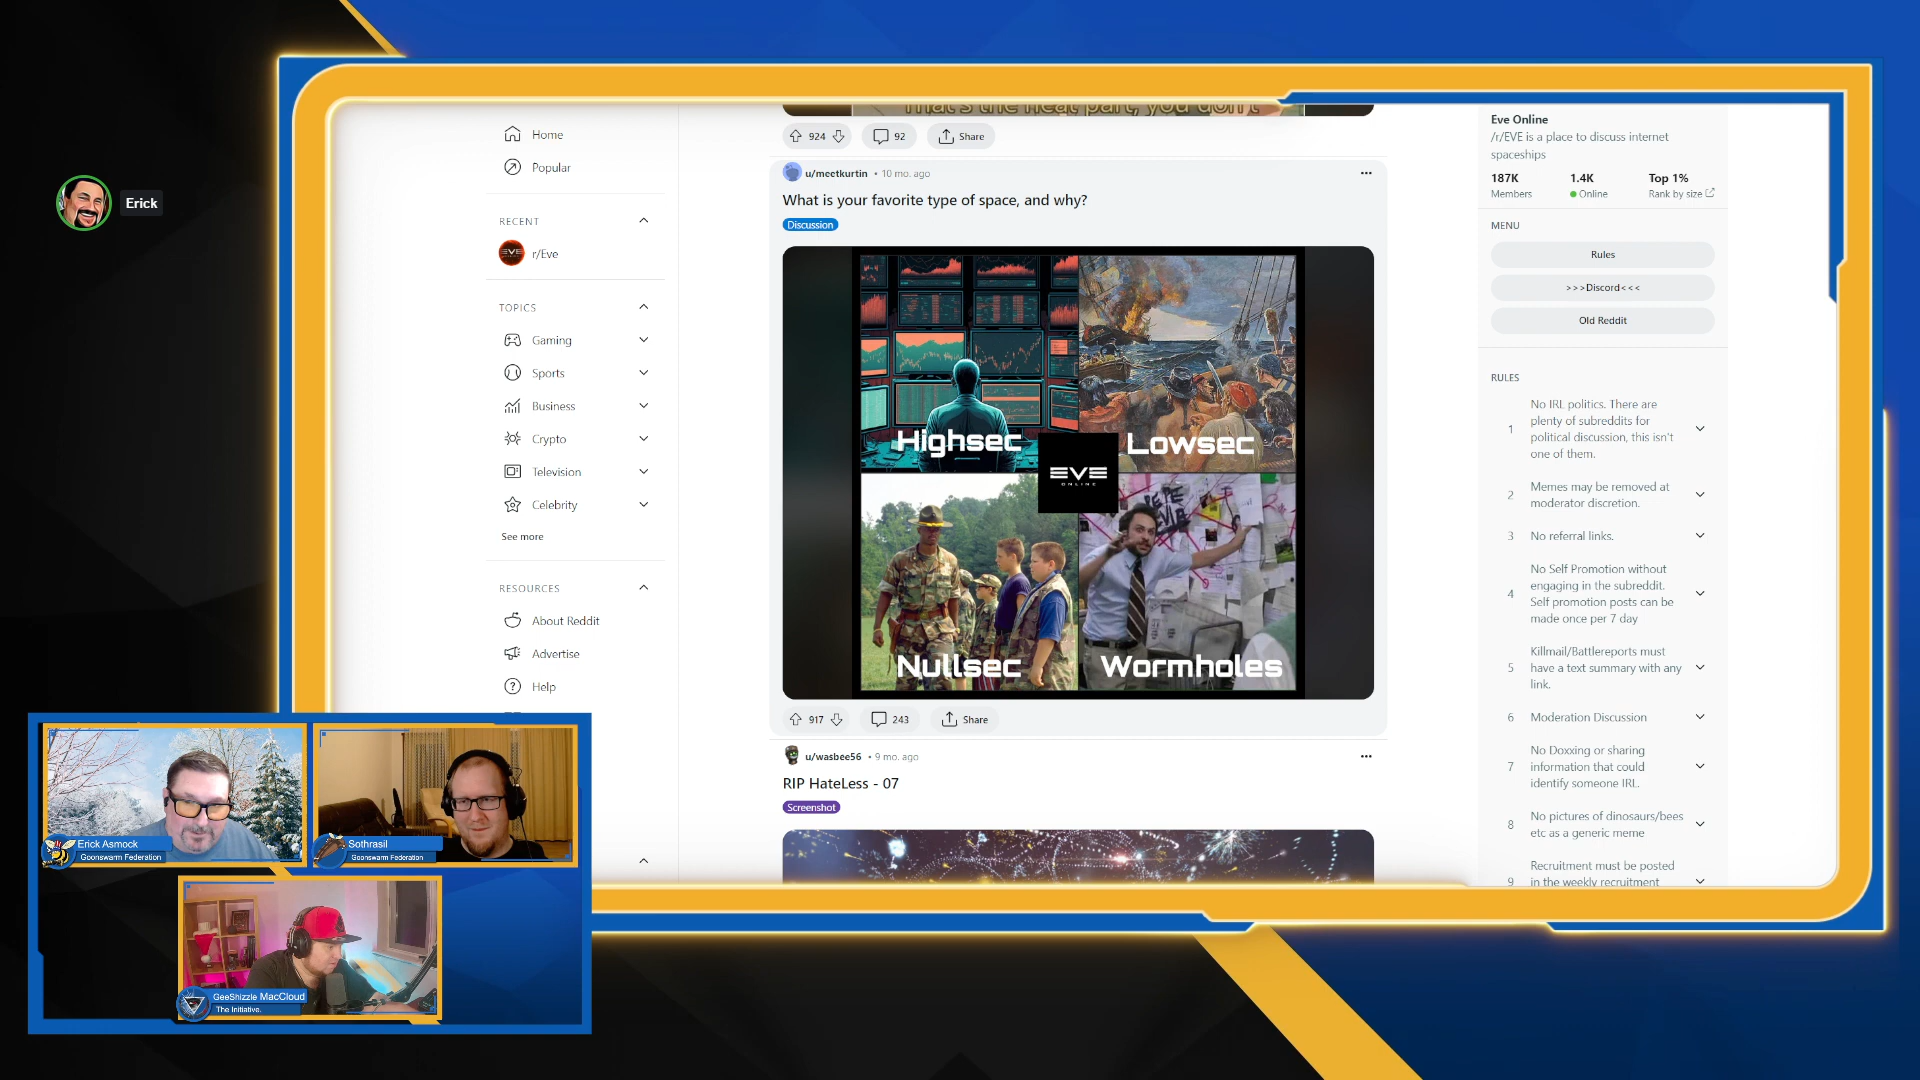 Erick
Home
Popular
RECENT
r/Eve
TOPICS
Gaming
Sports
Business
Crypto
Television
Celebrity
See more
RESOURCES
About Reddit
Advertise
Help
That's the neat part, you don't
924
92
Share
u/meetkurtin • 10 mo. ago
What is your favorite type of space, and why?
Discussion
Highsec
Lowsec
EVE
ONLINE
PEPE
Nullsec
Wormholes
917
243
Share
u/wasbee56 • 9 mo. ago
RIP HateLess - 07
Screenshot
Eve Online
/r/EVE is a place to discuss internet
spaceships
187K
1.4K
Top 1%
Members
Online
Rank by size
MENU
Rules
>>>Discord<<<
Old Reddit
RULES
1
No IRL politics. There are
plenty of subreddits for
political discussion, this isn't
one of them.
2
Memes may be removed at
moderator discretion.
3
No referral links.
4
No Self Promotion without
engaging in the subreddit.
Self promotion posts can be
made once per 7 day
5
Killmail/Battlereports must
have a text summary with any
link.
6
Moderation Discussion
7
No Doxxing or sharing
information that could
identify someone IRL.
8
No pictures of dinosaurs/bees
etc as a generic meme
9
Recruitment must be posted
in the weekly recruitment
Erick Asmock
Goonswarm Federation
Sothrasil
Goonswarm Federation
GeeShizzle MacCloud
The Initiative.